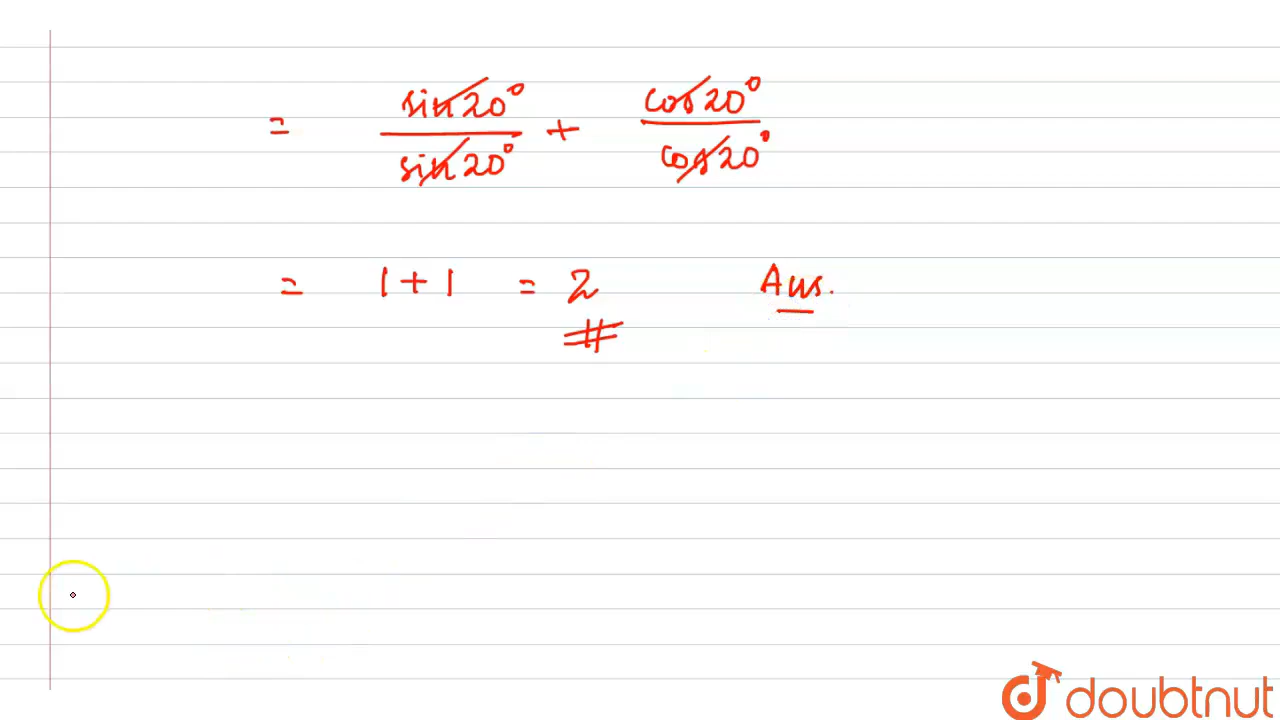 = sin 20° / sin 20° + cos 20° / cos 20°
= 1 + 1 = 2 Ans.
doubtnut